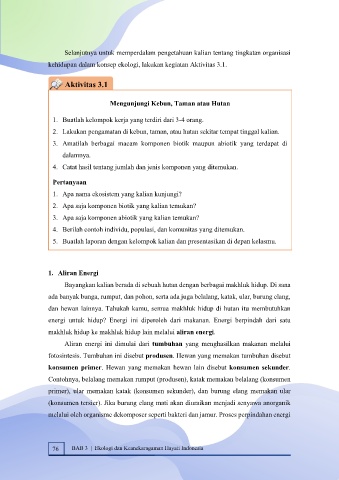 Selanjutnya untuk memperdalam pengetahuan kalian tentang tingkatan organisasi
kehidupan dalam konsep ekologi, lakukan kegiatan Aktivitas 3.1.
Aktivitas 3.1
Mengunjungi Kebun, Taman atau Hutan
1. Buatlah kelompok kerja yang terdiri dari 3-4 orang.
2. Lakukan pengamatan di kebun, taman, atau hutan sekitar tempat tinggal kalian.
3. Amatilah berbagai macam komponen biotik maupun abiotik yang terdapat di
dalamnya.
4. Catat hasil tentang jumlah dan jenis komponen yang ditemukan.
Pertanyaan
1. Apa nama ekosistem yang kalian kunjungi?
2. Apa saja komponen biotik yang kalian temukan?
3. Apa saja komponen abiotik yang kalian temukan?
4. Berilah contoh individu, populasi, dan komunitas yang ditemukan.
5. Buatlah laporan dengan kelompok kalian dan presentasikan di depan kelasmu.
1. Aliran Energi
Bayangkan kalian berada di sebuah hutan dengan berbagai makhluk hidup. Di sana
ada banyak bunga, rumput, dan pohon, serta ada juga belalang, katak, ular, burung elang,
dan hewan lainnya. Tahukah kamu, semua makhluk hidup di hutan itu membutuhkan
energi untuk hidup? Energi ini diperoleh dari makanan. Energi berpindah dari satu
makhluk hidup ke makhluk hidup lain melalui aliran energi.
Aliran energi ini dimulai dari tumbuhan yang menghasilkan makanan melalui
fotosintesis. Tumbuhan ini disebut produsen. Hewan yang memakan tumbuhan disebut
konsumen primer. Hewan yang memakan hewan lain disebut konsumen sekunder.
Contohnya, belalang memakan rumput (produsen), katak memakan belalang (konsumen
primer), ular memakan katak (konsumen sekunder), dan burung elang memakan ular
(konsumen tersier). Jika burung elang mati akan diuraikan menjadi senyawa anorganik
melalui oleh organisme dekomposer seperti bakteri dan jamur. Proses perpindahan energi
76 BAB 3 | Ekologi dan Keanekaragaman Hayati Indonesia